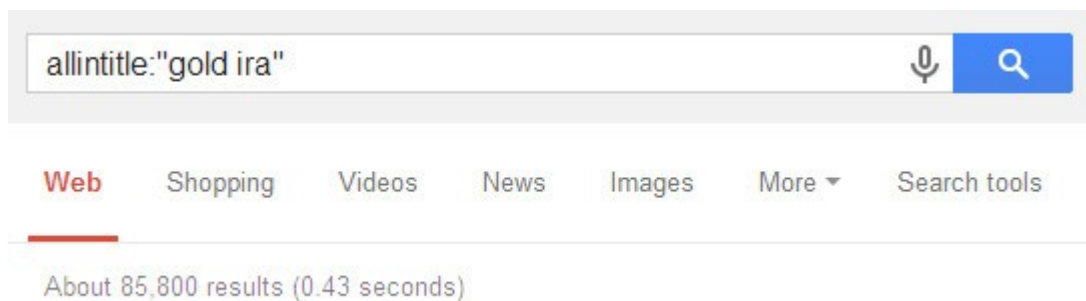 allintitle:"gold ira"
Web Shopping Videos News Images More Search tools
About 85,800 results (0.43 seconds)